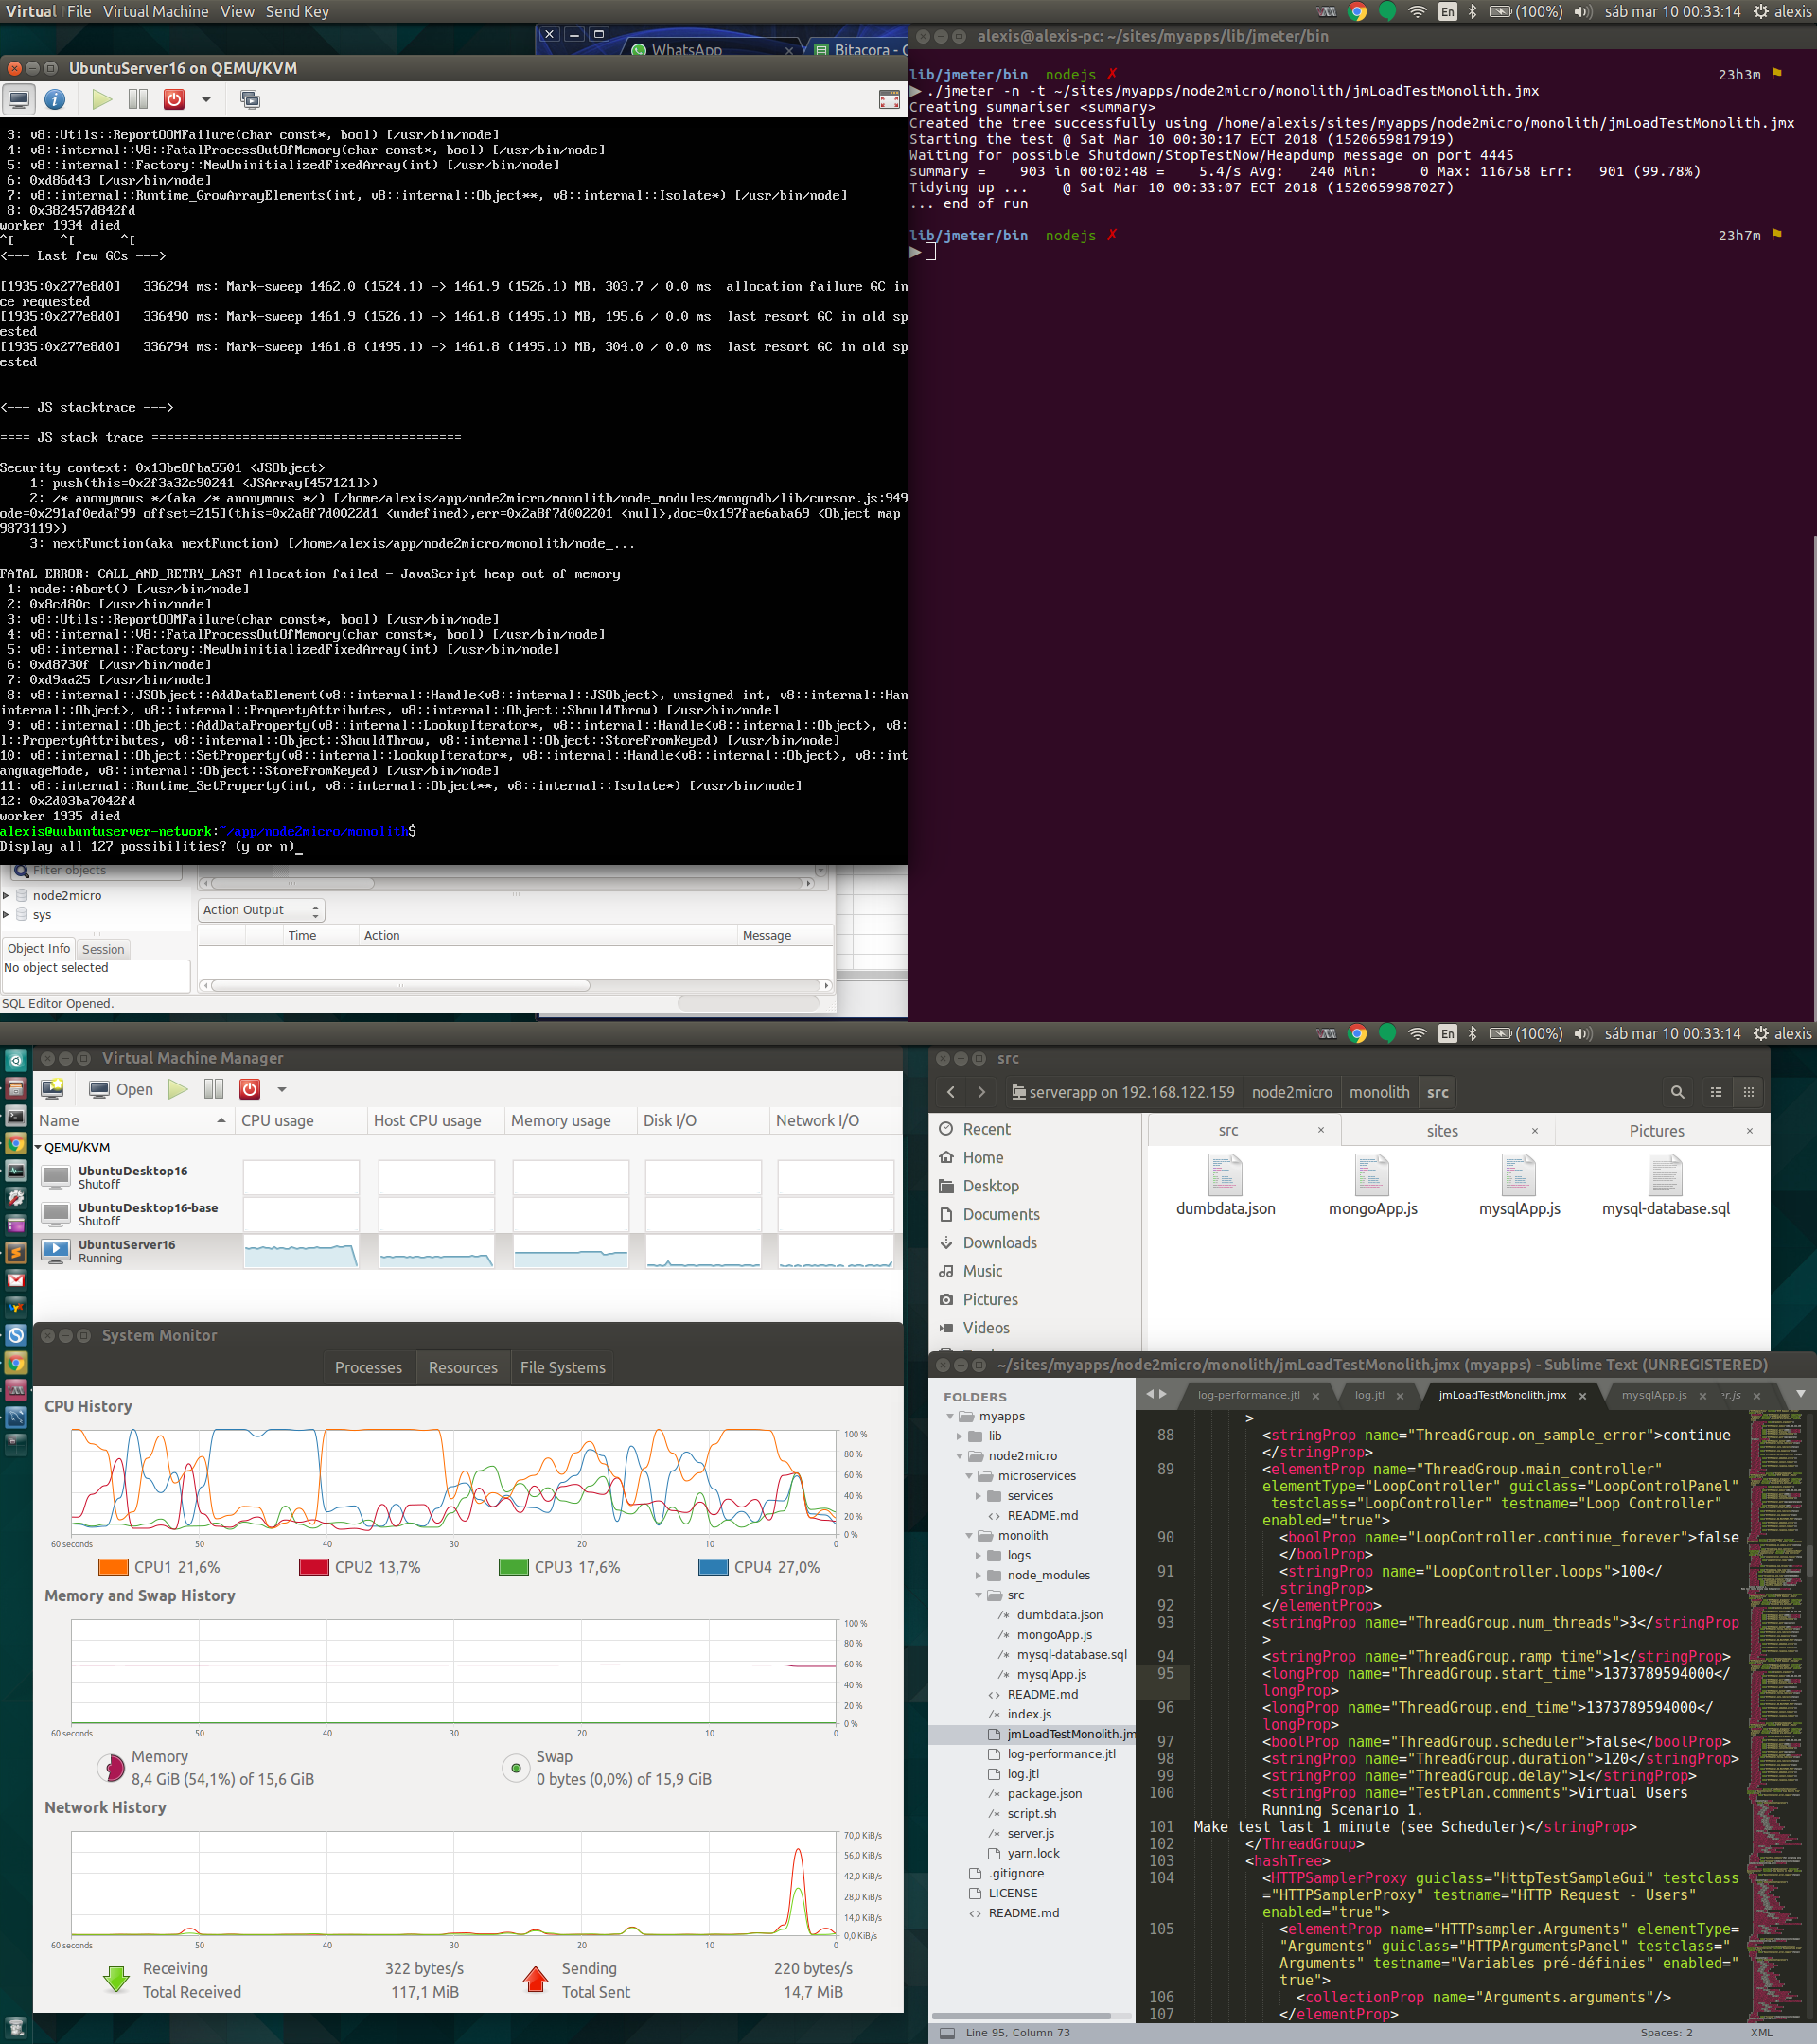 Virtual File Virtual Machine View Send Key
En (100%) sáb mar 10 00:33:14 alexis
WhatsApp Bitacora - G
UbuntuServer16 on QEMU/KVM
3: v8::Utils::ReportOOMFailure(char const*, bool) [/usr/bin/node]
4: v8::internal::V8::FatalProcessOutOfMemory(char const*, bool) [/usr/bin/node]
5: v8::internal::Factory::NewUninitializedFixedArray(int) [/usr/bin/node]
6: 0xd86d43 [/usr/bin/node]
7: v8::internal::Runtime_GrowArrayElements(int, v8::internal::Object**, v8::internal::Isolate*) [/usr/bin/node]
8: 0x382457d842fd
worker 1934 died
^[      ^[      ^[
<--- Last few GCs --->
[1935:0x277e8d0]   336294 ms: Mark-sweep 1462.0 (1524.1) -> 1461.9 (1526.1) MB, 303.7 / 0.0 ms  allocation failure GC in
ce requested
[1935:0x277e8d0]   336490 ms: Mark-sweep 1461.9 (1526.1) -> 1461.8 (1495.1) MB, 195.6 / 0.0 ms  last resort GC in old sp
ested
[1935:0x277e8d0]   336794 ms: Mark-sweep 1461.8 (1495.1) -> 1461.8 (1495.1) MB, 304.0 / 0.0 ms  last resort GC in old sp
ested
<--- JS stacktrace --->
==== JS stack trace =========================================
Security context: 0x13be8fba5501 <JSObject>
1: push(this=0x2f3a32c90241 <JSArray[457121]>)
2: /* anonymous */(aka /* anonymous */) [/home/alexis/app/node2micro/monolith/node_modules/mongodb/lib/cursor.js:949
ode=0x291af0edaf99 offset=215](this=0x2a8f7d0022d1 <undefined>,err=0x2a8f7d002201 <null>,doc=0x197fae6aba69 <Object map
9873119>)
3: nextFunction(aka nextFunction) [/home/alexis/app/node2micro/monolith/node_...
FATAL ERROR: CALL_AND_RETRY_LAST Allocation failed - JavaScript heap out of memory
1: node::Abort() [/usr/bin/node]
2: 0x8cd80c [/usr/bin/node]
3: v8::Utils::ReportOOMFailure(char const*, bool) [/usr/bin/node]
4: v8::internal::V8::FatalProcessOutOfMemory(char const*, bool) [/usr/bin/node]
5: v8::internal::Factory::NewUninitializedFixedArray(int) [/usr/bin/node]
6: 0xd8730f [/usr/bin/node]
7: 0xd9aa25 [/usr/bin/node]
8: v8::internal::JSObject::AddDataElement(v8::internal::Handle<v8::internal::JSObject>, unsigned int, v8::internal::Han
internal::Object>, v8::internal::PropertyAttributes, v8::internal::Object::ShouldThrow) [/usr/bin/node]
9: v8::internal::Object::AddDataProperty(v8::internal::LookupIterator*, v8::internal::Handle<v8::internal::Object>, v8:
l::PropertyAttributes, v8::internal::Object::ShouldThrow, v8::internal::Object::StoreFromKeyed) [/usr/bin/node]
10: v8::internal::Object::SetProperty(v8::internal::LookupIterator*, v8::internal::Handle<v8::internal::Object>, v8::int
anguageMode, v8::internal::Object::StoreFromKeyed) [/usr/bin/node]
11: v8::internal::Runtime_SetProperty(int, v8::internal::Object**, v8::internal::Isolate*) [/usr/bin/node]
12: 0x2d03ba7042fd
worker 1935 died
alexis@uubuntuserver-network:~/app/node2micro/monolith$
Display all 127 possibilities? (y or n)_
Filter objects
node2micro
sys
Object Info Session
No object selected
Action Output
Time Action Message
SQL Editor Opened.
alexis@alexis-pc: ~/sites/myapps/lib/jmeter/bin
lib/jmeter/bin  nodejs ✗ 23h3m
./jmeter -n -t ~/sites/myapps/node2micro/monolith/jmLoadTestMonolith.jmx
Creating summariser <summary>
Created the tree successfully using /home/alexis/sites/myapps/node2micro/monolith/jmLoadTestMonolith.jmx
Starting the test @ Sat Mar 10 00:30:17 ECT 2018 (1520659817919)
Waiting for possible Shutdown/StopTestNow/Heapdump message on port 4445
summary =    903 in 00:02:48 =    5.4/s Avg:   240 Min:     0 Max: 116758 Err:   901 (99.78%)
Tidying up ...    @ Sat Mar 10 00:33:07 ECT 2018 (1520659987027)
... end of run
lib/jmeter/bin  nodejs ✗ 23h7m
En (100%) sáb mar 10 00:33:14 alexis
Virtual Machine Manager
Open
Name CPU usage Host CPU usage Memory usage Disk I/O Network I/O
QEMU/KVM
UbuntuDesktop16
Shutoff
UbuntuDesktop16-base
Shutoff
UbuntuServer16
Running
System Monitor
Processes Resources File Systems
CPU History
100 %
80 %
60 %
40 %
20 %
0 %
60 seconds 50 40 30 20 10 0
CPU1 21,6% CPU2 13,7% CPU3 17,6% CPU4 27,0%
Memory and Swap History
100 %
80 %
60 %
40 %
20 %
0 %
60 seconds 50 40 30 20 10 0
Memory
8,4 GiB (54,1%) of 15,6 GiB
Swap
0 bytes (0,0%) of 15,9 GiB
Network History
70,0 KiB/s
56,0 KiB/s
42,0 KiB/s
28,0 KiB/s
14,0 KiB/s
0,0 KiB/s
60 seconds 50 40 30 20 10 0
Receiving 322 bytes/s
Total Received 117,1 MiB
Sending 220 bytes/s
Total Sent 14,7 MiB
src
serverapp on 192.168.122.159 node2micro monolith src
Recent
Home
Desktop
Documents
Downloads
Music
Pictures
Videos
src sites Pictures
dumbdata.json mongoApp.js mysqlApp.js mysql-database.sql
~/sites/myapps/node2micro/monolith/jmLoadTestMonolith.jmx (myapps) - Sublime Text (UNREGISTERED)
FOLDERS
myapps
lib
node2micro
microservices
services
README.md
monolith
logs
node_modules
src
dumbdata.json
mongoApp.js
mysql-database.sql
mysqlApp.js
README.md
index.js
jmLoadTestMonolith.jm
log-performance.jtl
log.jtl
package.json
script.sh
server.js
yarn.lock
.gitignore
LICENSE
README.md
log-performance.jtl log.jtl jmLoadTestMonolith.jmx mysqlApp.js r.js
>
88 <stringProp name="ThreadGroup.on_sample_error">continue
</stringProp>
89 <elementProp name="ThreadGroup.main_controller"
elementType="LoopController" guiclass="LoopControlPanel"
testclass="LoopController" testname="Loop Controller"
enabled="true">
90 <boolProp name="LoopController.continue_forever">false
</boolProp>
91 <stringProp name="LoopController.loops">100</
stringProp>
92 </elementProp>
93 <stringProp name="ThreadGroup.num_threads">3</stringProp
>
94 <stringProp name="ThreadGroup.ramp_time">1</stringProp>
95 <longProp name="ThreadGroup.start_time">1373789594000</
longProp>
96 <longProp name="ThreadGroup.end_time">1373789594000</
longProp>
97 <boolProp name="ThreadGroup.scheduler">false</boolProp>
98 <stringProp name="ThreadGroup.duration">120</stringProp>
99 <stringProp name="ThreadGroup.delay">1</stringProp>
100 <stringProp name="TestPlan.comments">Virtual Users
Running Scenario 1.
101 Make test last 1 minute (see Scheduler)</stringProp>
102 </ThreadGroup>
103 <hashTree>
104 <HTTPSamplerProxy guiclass="HttpTestSampleGui" testclass
="HTTPSamplerProxy" testname="HTTP Request - Users"
enabled="true">
105 <elementProp name="HTTPsampler.Arguments" elementType=
"Arguments" guiclass="HTTPArgumentsPanel" testclass="
Arguments" testname="Variables pré-définies" enabled="
true">
106 <collectionProp name="Arguments.arguments"/>
107 </elementProp>
Line 95, Column 73 Spaces: 2 XML